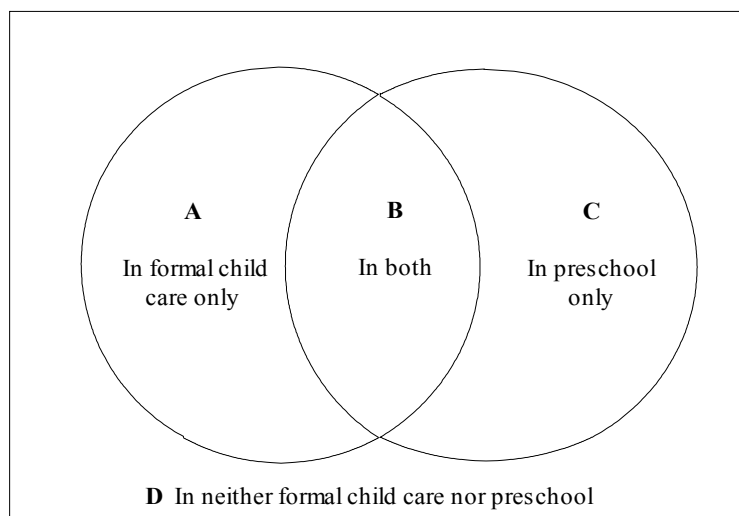 A
In formal child
care only
B
In both
C
In preschool
only
D In neither formal child care nor preschool